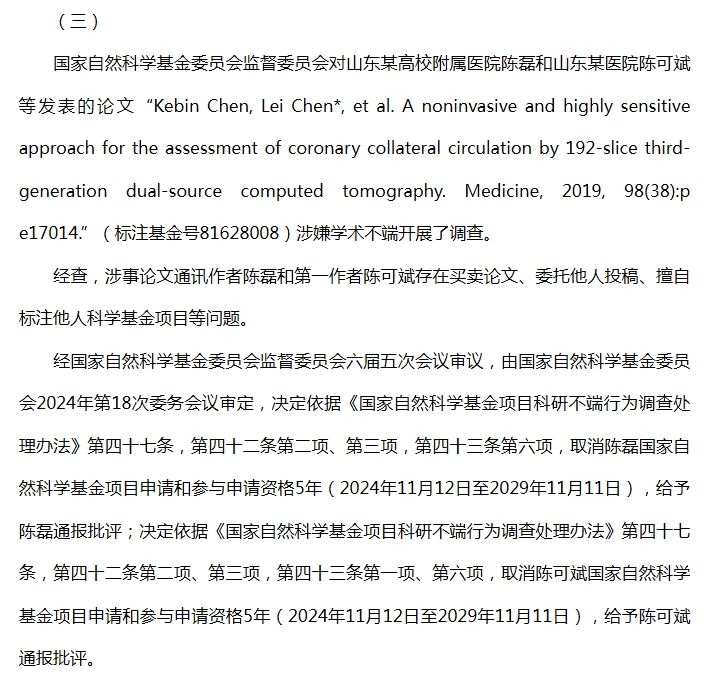 （三）
国家自然科学基金委员会监督委员会对山东某高校附属医院陈磊和山东某医院陈可斌
等发表的论文“Kebin Chen, Lei Chen*, et al. A noninvasive and highly sensitive
approach for the assessment of coronary collateral circulation by 192-slice third-
generation dual-source computed tomography. Medicine, 2019, 98(38):p
e17014.”（标注基金号81628008）涉嫌学术不端开展了调查。
经查，涉事论文通讯作者陈磊和第一作者陈可斌存在买卖论文、委托他人投稿、擅自
标注他人科学基金项目等问题。
经国家自然科学基金委员会监督委员会六届五次会议审议，由国家自然科学基金委员
会2024年第18次委务会议审定，决定依据《国家自然科学基金项目科研不端行为调查处
理办法》第四十七条，第四十二条第二项、第三项，第四十三条第六项，取消陈磊国家自
然科学基金项目申请和参与申请资格5年（2024年11月12日至2029年11月11日），给予
陈磊通报批评；决定依据《国家自然科学基金项目科研不端行为调查处理办法》第四十七
条，第四十二条第二项、第三项，第四十三条第一项、第六项，取消陈可斌国家自然科学
基金项目申请和参与申请资格5年（2024年11月12日至2029年11月11日），给予陈可斌
通报批评。